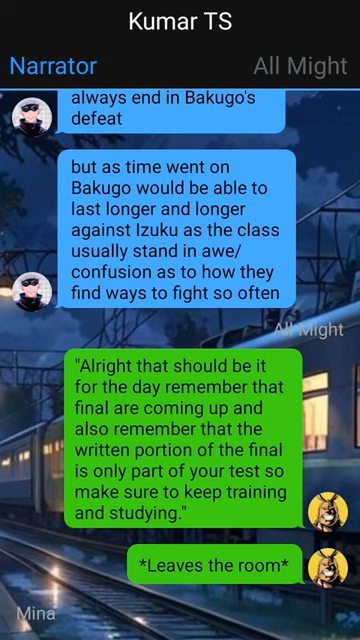 Kumar TS
Narrator
All Might
always end in Bakugo's
defeat
but as time went on
Bakugo would be able to
last longer and longer
against Izuku as the class
usually stand in awe/
confusion as to how they
find ways to fight so often
All Might
"Alright that should be it
for the day remember that
final are coming up and
also remember that the
written portion of the final
is only part of your test so
make sure to keep training
and studying."
*Leaves the room*
Mina